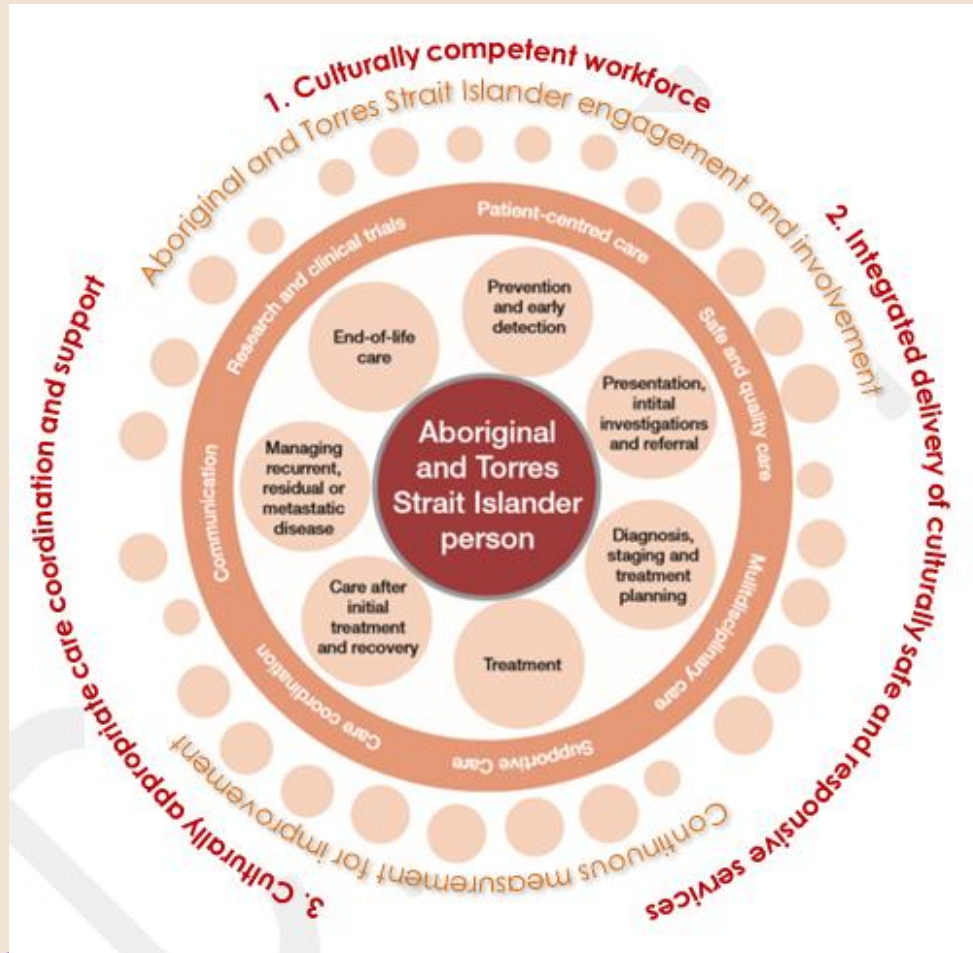 1. Culturally competent workforce
Aboriginal and Torres Strait Islander engagement and involvement
2. Integrated delivery of culturally safe and responsive services
3. Culturally appropriate care coordination and support
Continuous measurement for improvement
Patient-centred care
Safe and quality care
Mulitdisciplinary care
Supportive Care
Care coordination
Communication
Research and clinical trials
Prevention
and early
detection
Presentation,
intital
investigations
and referral
Diagnosis,
staging and
treatment
planning
Treatment
Care after
initial
treatment
and recovery
Managing
recurrent,
residual or
metastatic
disease
End-of-life
care
Aboriginal
and Torres
Strait Islander
person